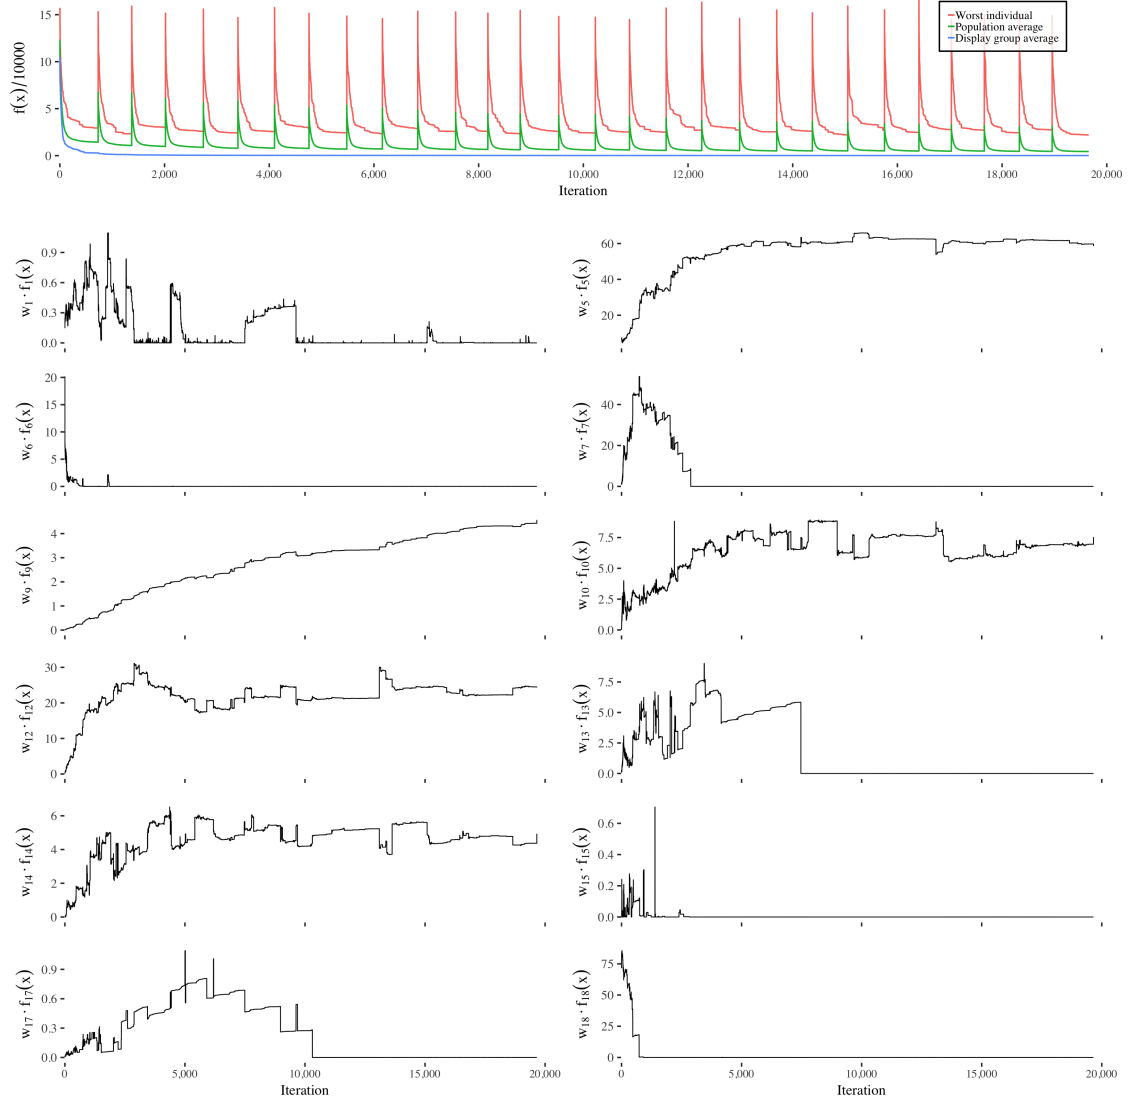 f(x)/10000
15
10
5
0
Worst individual
Population average
Display group average
0 2,000 4,000 6,000 8,000 10,000 12,000 14,000 16,000 18,000 20,000
Iteration
w1 · f1(x)
0.9
0.6
0.3
0.0
w5 · f5(x)
60
40
20
w6 · f6(x)
20
15
10
5
0
w7 · f7(x)
40
20
0
w9 · f9(x)
4
3
2
1
0
w10 · f10(x)
7.5
5.0
2.5
0.0
w12 · f12(x)
30
20
10
0
w13 · f13(x)
7.5
5.0
2.5
0.0
w14 · f14(x)
6
4
2
0
w15 · f15(x)
0.6
0.4
0.2
0.0
w17 · f17(x)
0.9
0.6
0.3
0.0
0 5,000 10,000 15,000 20,000
Iteration
w18 · f18(x)
75
50
25
0
0 5,000 10,000 15,000 20,000
Iteration